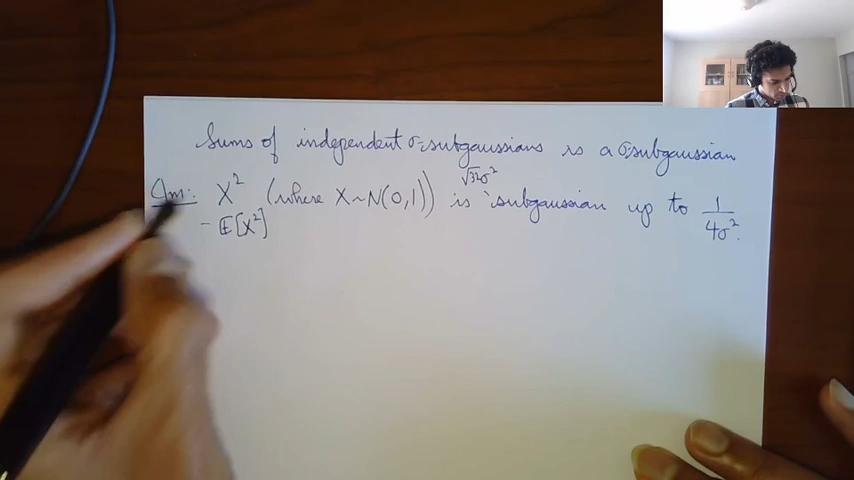 Sums of independent σ-subgaussians is a σ subgaussian
Thm: X² (where X~N(0,1)) is √32σ² subgaussian up to 1/4σ².
- 𝔼[X²]